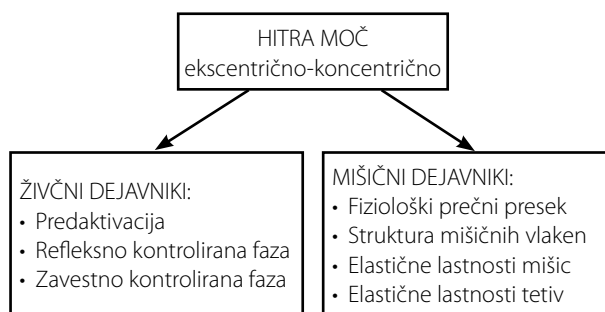 HITRA MOČ
ekscentrično-koncentrično
ŽIVČNI DEJAVNIKI:
• Predaktivacija
• Refleksno kontrolirana faza
• Zavestno kontrolirana faza
MIŠIČNI DEJAVNIKI:
• Fiziološki prečni presek
• Struktura mišičnih vlaken
• Elastične lastnosti mišic
• Elastične lastnosti tetiv